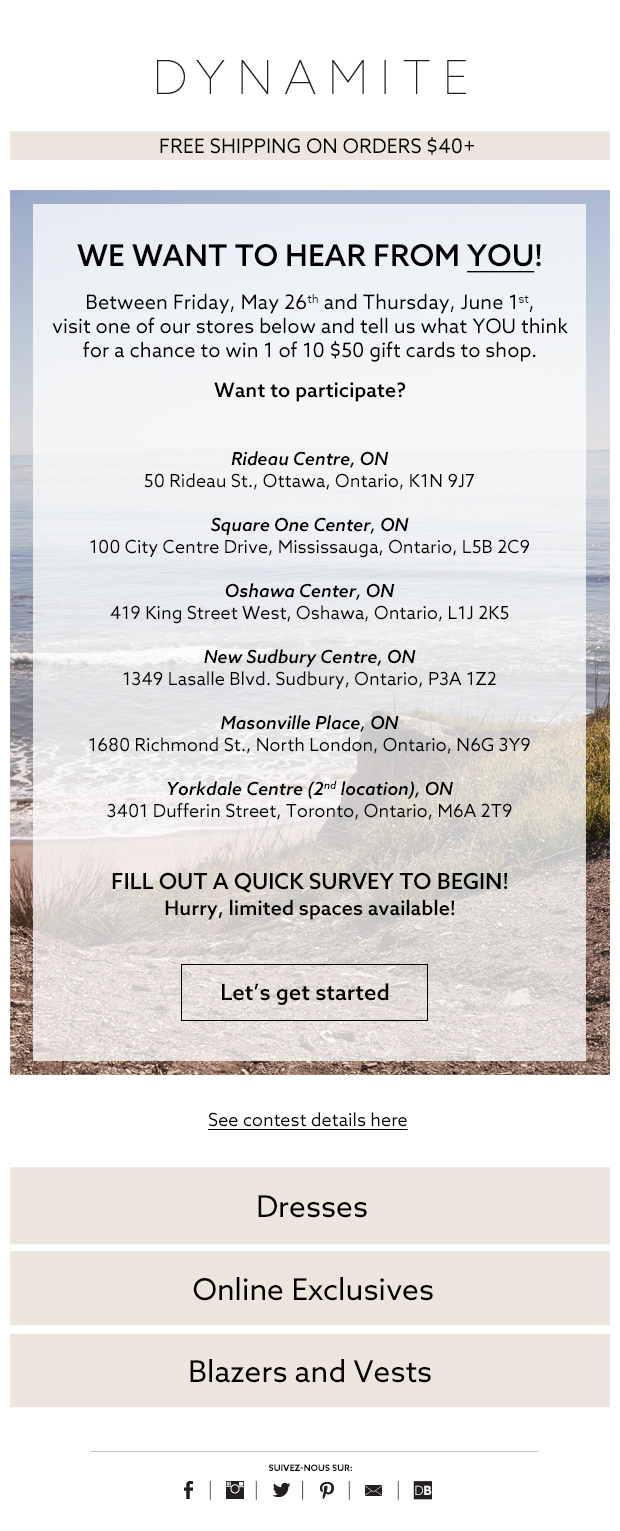 DYNAMITE
FREE SHIPPING ON ORDERS $40+
WE WANT TO HEAR FROM YOU!
Between Friday, May 26th and Thursday, June 1st,
visit one of our stores below and tell us what YOU think
for a chance to win 1 of 10 $50 gift cards to shop.
Want to participate?
Rideau Centre, ON
50 Rideau St., Ottawa, Ontario, K1N 9J7
Square One Center, ON
100 City Centre Drive, Mississauga, Ontario, L5B 2C9
Oshawa Center, ON
419 King Street West, Oshawa, Ontario, L1J 2K5
New Sudbury Centre, ON
1349 Lasalle Blvd. Sudbury, Ontario, P3A 1Z2
Masonville Place, ON
1680 Richmond St., North London, Ontario, N6G 3Y9
Yorkdale Centre (2nd location), ON
3401 Dufferin Street, Toronto, Ontario, M6A 2T9
FILL OUT A QUICK SURVEY TO BEGIN!
Hurry, limited spaces available!
Let's get started
See contest details here
Dresses
Online Exclusives
Blazers and Vests
SUIVEZ-NOUS SUR:
DB